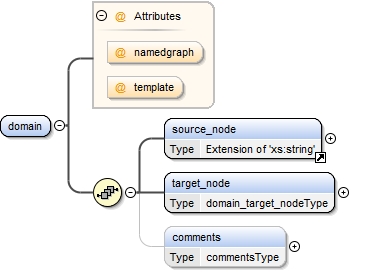 @ Attributes
@ namedgraph
@ template
domain
source_node
Type Extension of 'xs:string'
target_node
Type domain_target_nodeType
comments
Type commentsType